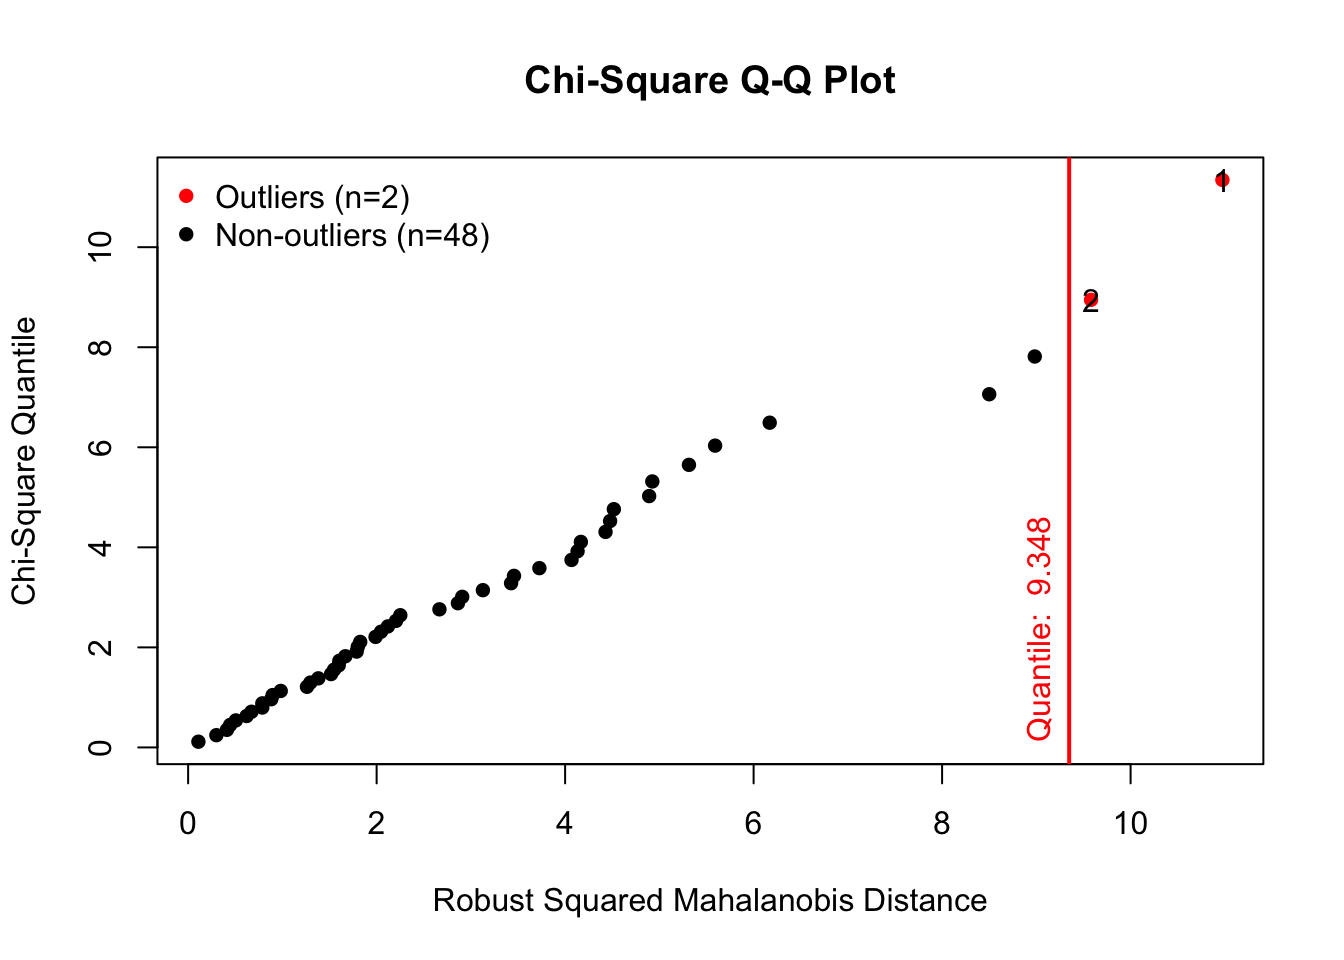 Chi-Square Q-Q Plot
Outliers (n=2)
Non-outliers (n=48)
1
2
Chi-Square Quantile
10
8
6
4
2
0
Quantile: 9.348
0 2 4 6 8 10
Robust Squared Mahalanobis Distance